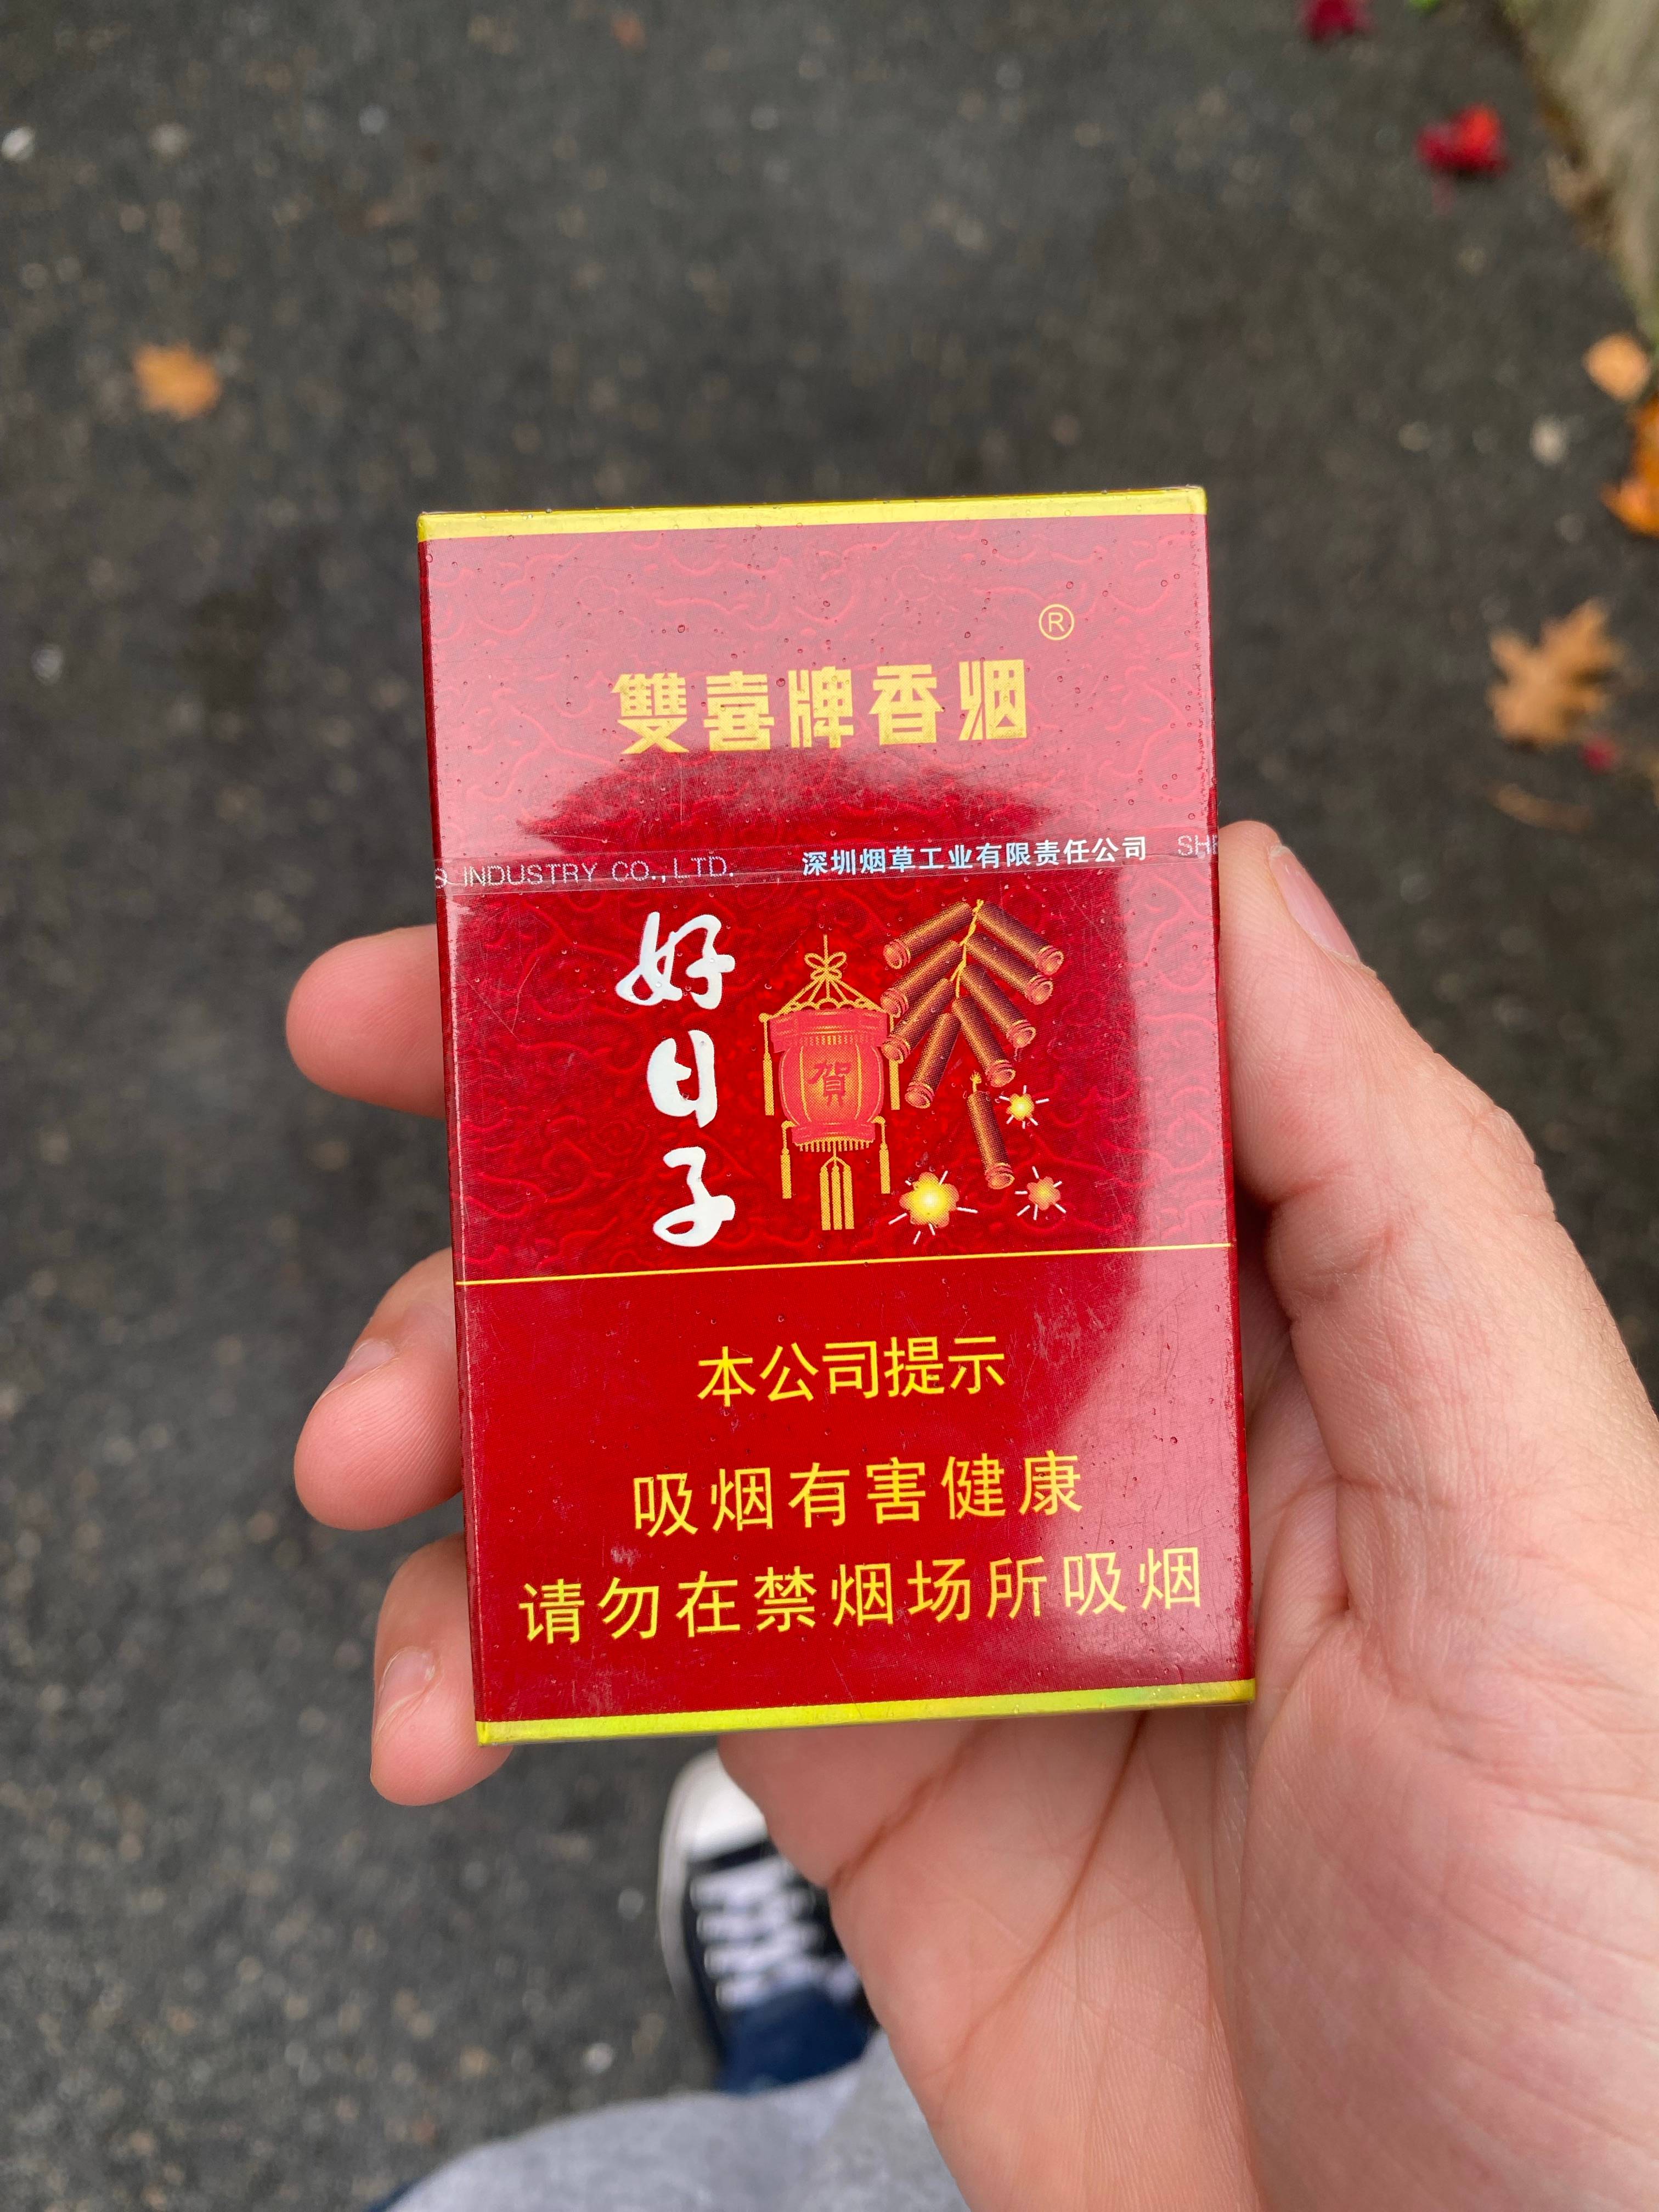 ®
雙喜牌香烟
O INDUSTRY CO.,LTD. 深圳烟草工业有限责任公司 SHE
好日子
賀
本公司提示
吸烟有害健康
请勿在禁烟场所吸烟